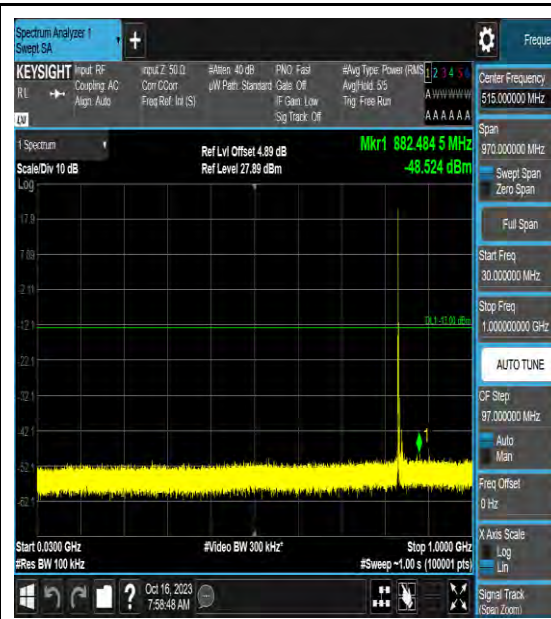 Spectrum Analyzer 1
Swept SA
+
Freque
KEYSIGHT
RL
Input: RF
Coupling: AC
Align: Auto
Input Z: 50 Ω
Corr CCorr
Freq Ref: Int (S)
#Atten: 40 dB
µW Path: Standard
PNO: Fast
Gate: Off
IF Gain: Low
Sig Track: Off
#Avg Type: Power (RMS
Avg|Hold: 5/5
Trig: Free Run
1 2 3 4 5 6
A W W W W W
A A A A A A
LV
1 Spectrum
Scale/Div 10 dB
Log
Ref Lvl Offset 4.89 dB
Ref Level 27.89 dBm
Mkr1 882.484 5 MHz
-48.524 dBm
17.9
7.89
-2.11
-12.1
-22.1
-32.1
-42.1
-52.1
-62.1
DL1 -13.00 dBm
1
Start 0.0300 GHz
#Res BW 100 kHz
#Video BW 300 kHz*
Stop 1.0000 GHz
#Sweep ~1.00 s (100001 pts)
Center Frequency
515.000000 MHz
Span
970.000000 MHz
Swept Span
Zero Span
Full Span
Start Freq
30.000000 MHz
Stop Freq
1.000000000 GHz
AUTO TUNE
CF Step
97.000000 MHz
Auto
Man
Freq Offset
0 Hz
X Axis Scale
Log
Lin
Signal Track
(Span Zoom)
?
Oct 16, 2023
7:58:48 AM